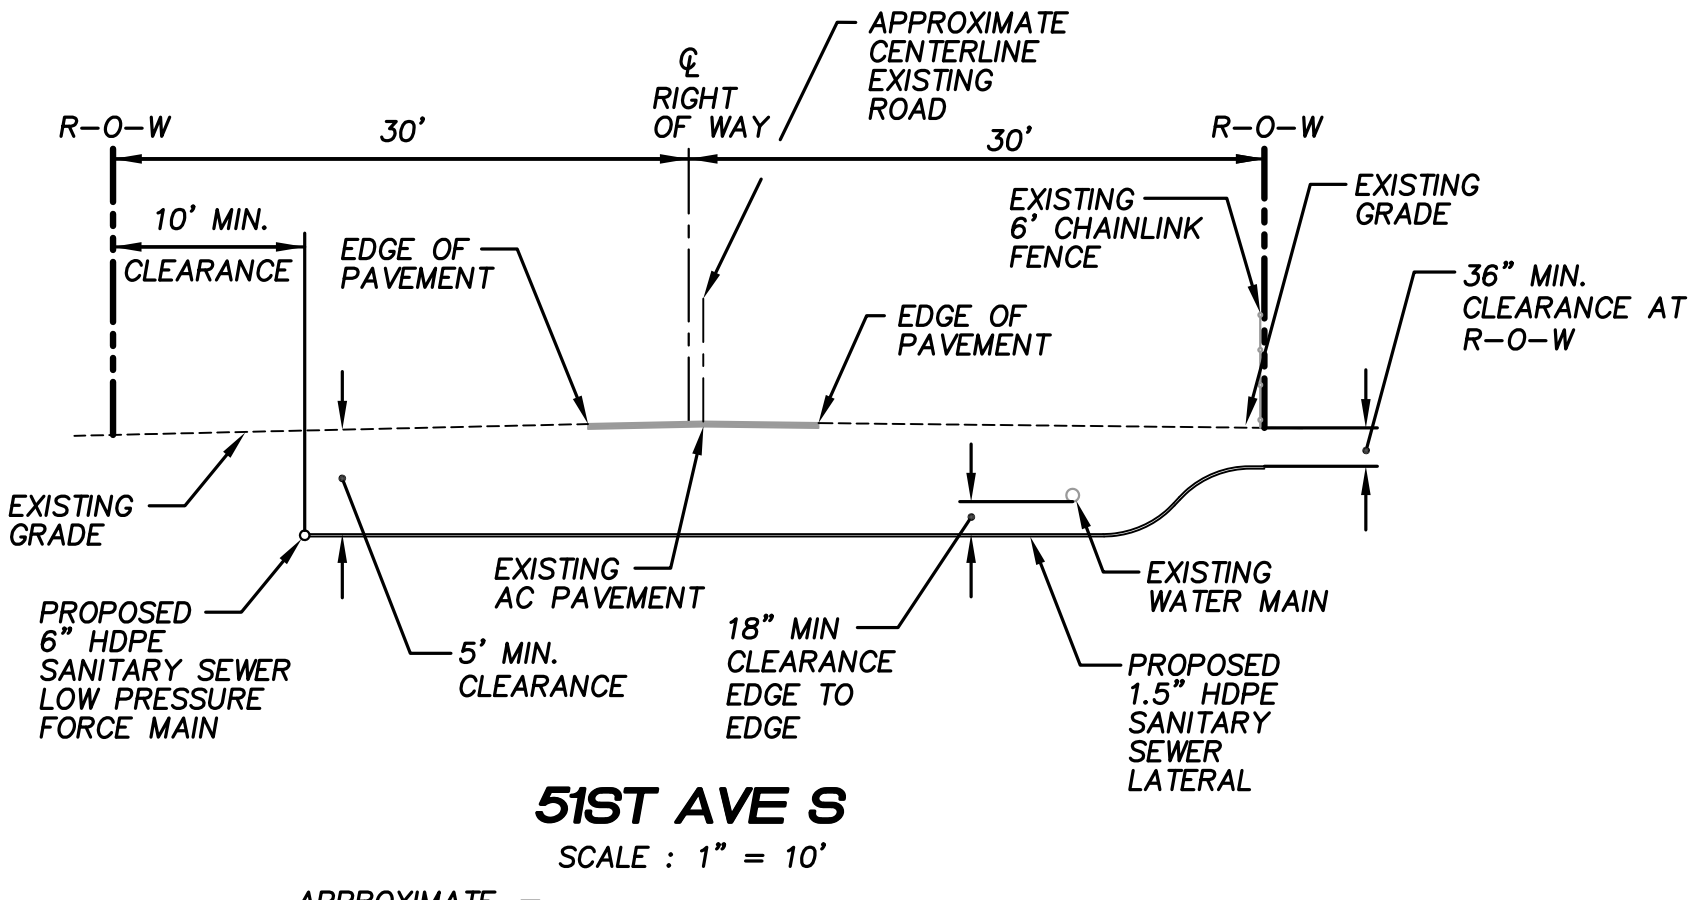 APPROXIMATE
CENTERLINE
EXISTING
ROAD
℄
RIGHT
OF WAY
R-O-W
30'
30'
R-O-W
10' MIN.
CLEARANCE
EDGE OF
PAVEMENT
EXISTING
6' CHAINLINK
FENCE
EXISTING
GRADE
36" MIN.
CLEARANCE AT
R-O-W
EDGE OF
PAVEMENT
EXISTING
GRADE
EXISTING
AC PAVEMENT
EXISTING
WATER MAIN
PROPOSED
6" HDPE
SANITARY SEWER
LOW PRESSURE
FORCE MAIN
5' MIN.
CLEARANCE
18" MIN
CLEARANCE
EDGE TO
EDGE
PROPOSED
1.5" HDPE
SANITARY
SEWER
LATERAL
51ST AVE S
SCALE : 1" = 10'
APPROXIMATE